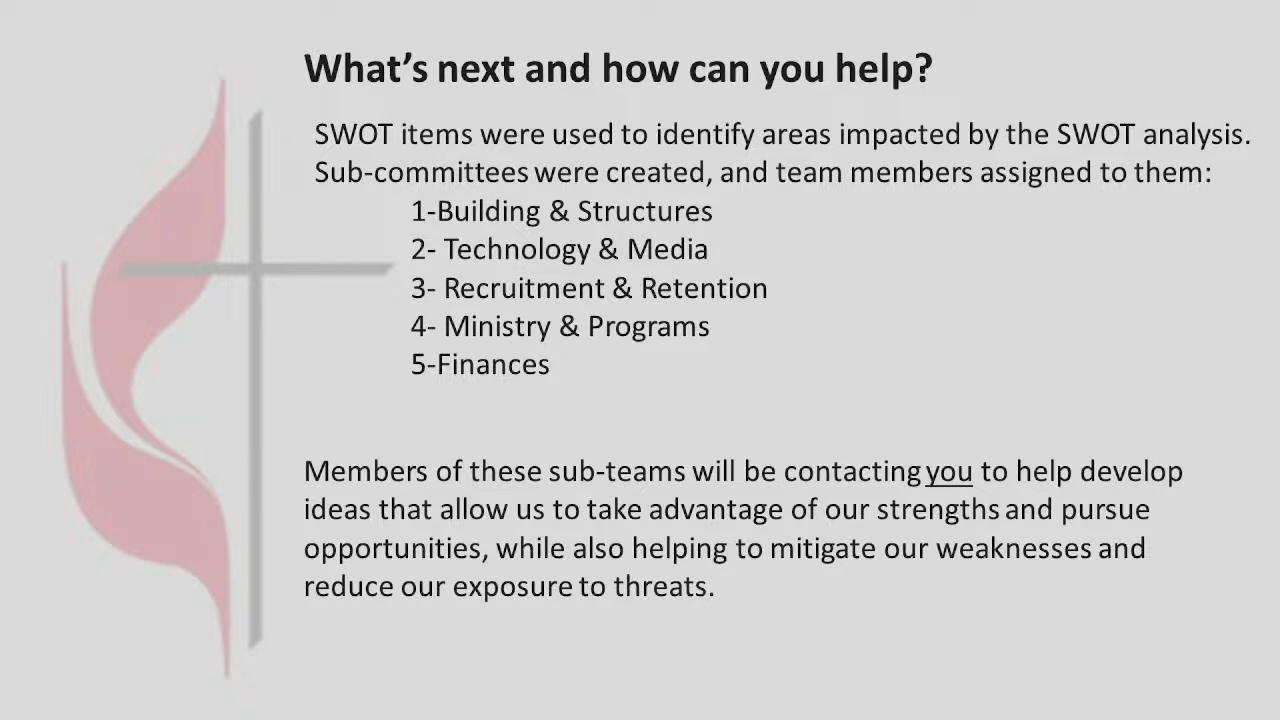 What's next and how can you help?
SWOT items were used to identify areas impacted by the SWOT analysis.
Sub-committees were created, and team members assigned to them:
1-Building & Structures
2- Technology & Media
3- Recruitment & Retention
4- Ministry & Programs
5-Finances
Members of these sub-teams will be contacting you to help develop
ideas that allow us to take advantage of our strengths and pursue
opportunities, while also helping to mitigate our weaknesses and
reduce our exposure to threats.